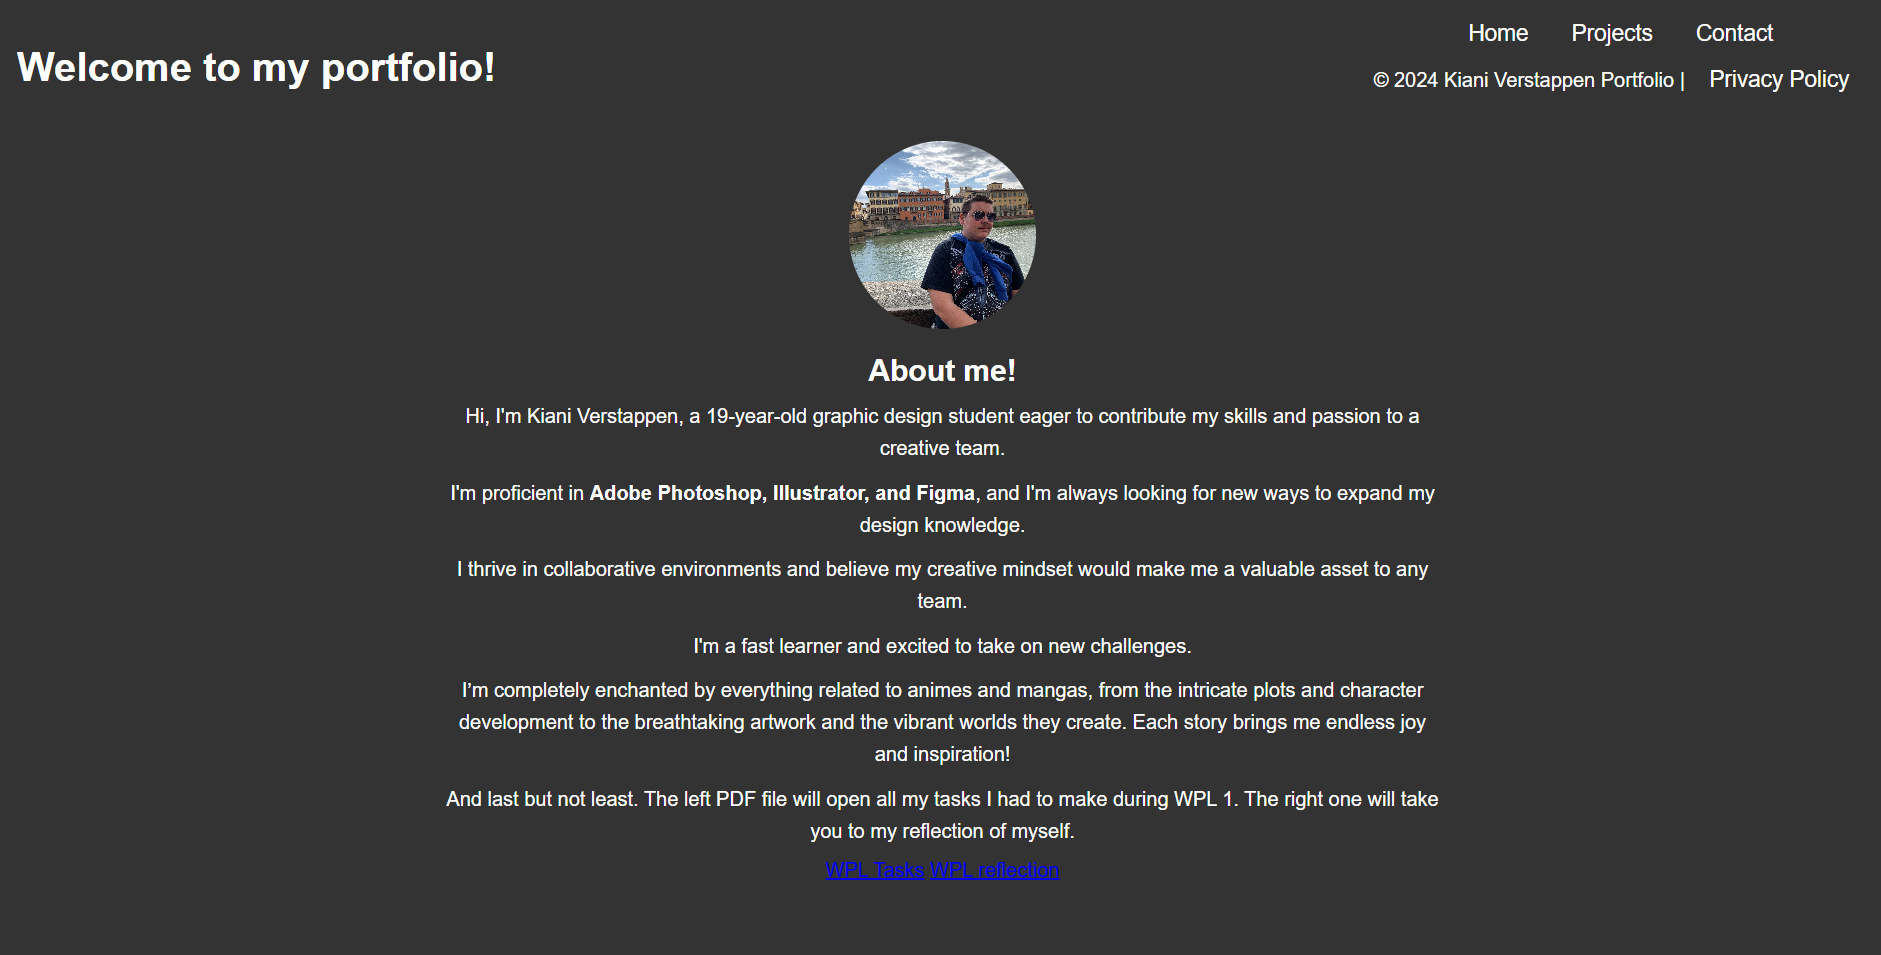 Home Projects Contact
Welcome to my portfolio!
© 2024 Kiani Verstappen Portfolio | Privacy Policy
About me!
Hi, I'm Kiani Verstappen, a 19-year-old graphic design student eager to contribute my skills and passion to a
creative team.
I'm proficient in Adobe Photoshop, Illustrator, and Figma, and I'm always looking for new ways to expand my
design knowledge.
I thrive in collaborative environments and believe my creative mindset would make me a valuable asset to any
team.
I'm a fast learner and excited to take on new challenges.
I’m completely enchanted by everything related to animes and mangas, from the intricate plots and character
development to the breathtaking artwork and the vibrant worlds they create. Each story brings me endless joy
and inspiration!
And last but not least. The left PDF file will open all my tasks I had to make during WPL 1. The right one will take
you to my reflection of myself.
WPL Tasks WPL reflection